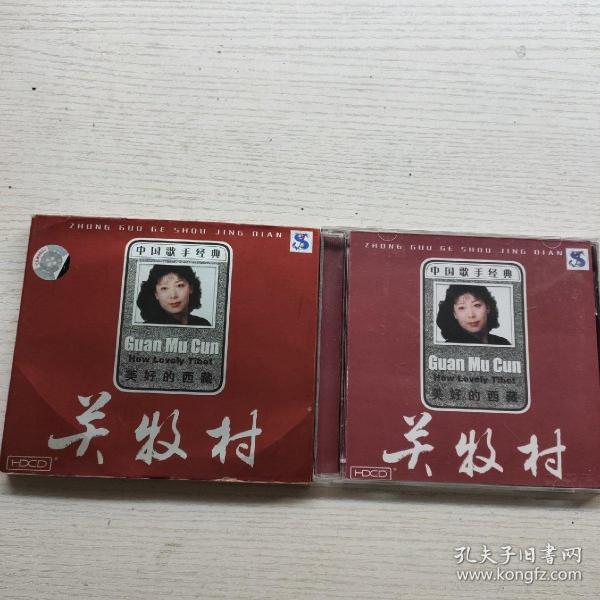 ZHONG GUO GE SHOU JING DIAN
中国歌手经典
Guan Mu Cun
How Lovely Tibet
美好的西藏
关牧村
HDCD
ZHONG GUO GE SHOU JING DIAN
中国歌手经典
Guan Mu Cun
How Lovely Tibet
美好的西藏
关牧村
HDCD
孔夫子旧书网
www.kongfz.com